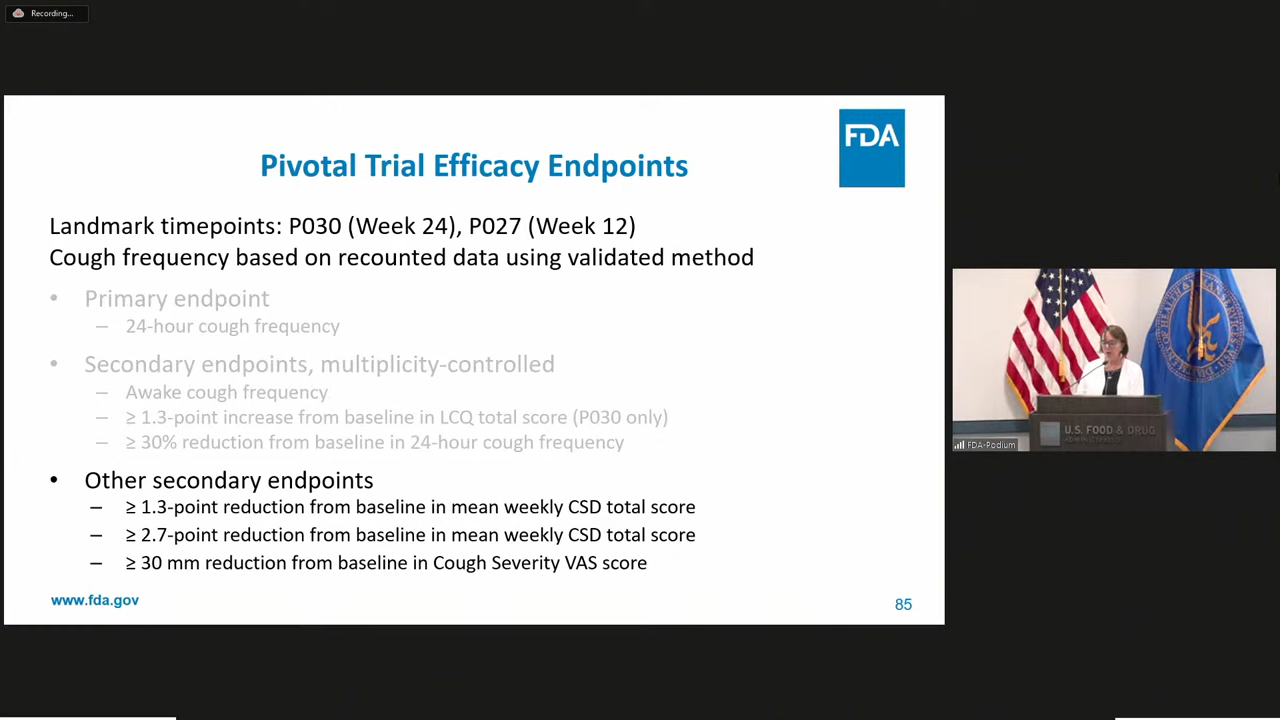 Recording...
FDA
Pivotal Trial Efficacy Endpoints
Landmark timepoints: P030 (Week 24), P027 (Week 12)
Cough frequency based on recounted data using validated method
• Primary endpoint
– 24-hour cough frequency
• Secondary endpoints, multiplicity-controlled
– Awake cough frequency
– ≥ 1.3-point increase from baseline in LCQ total score (P030 only)
– ≥ 30% reduction from baseline in 24-hour cough frequency
• Other secondary endpoints
– ≥ 1.3-point reduction from baseline in mean weekly CSD total score
– ≥ 2.7-point reduction from baseline in mean weekly CSD total score
– ≥ 30 mm reduction from baseline in Cough Severity VAS score
www.fda.gov
85
U.S. FOOD & DRUG
FDA-Podium